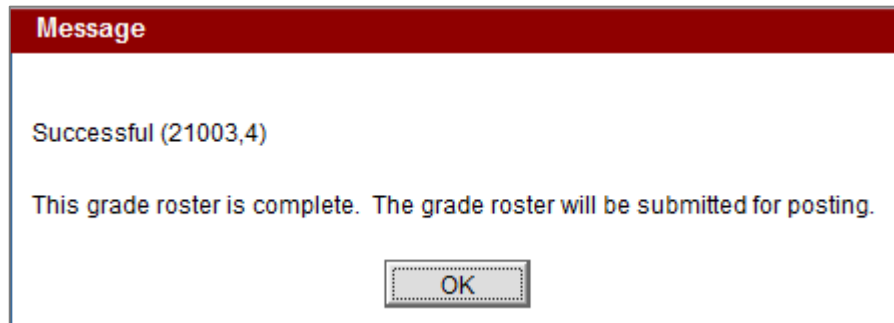 Message
Successful (21003,4)
This grade roster is complete.  The grade roster will be submitted for posting.
OK